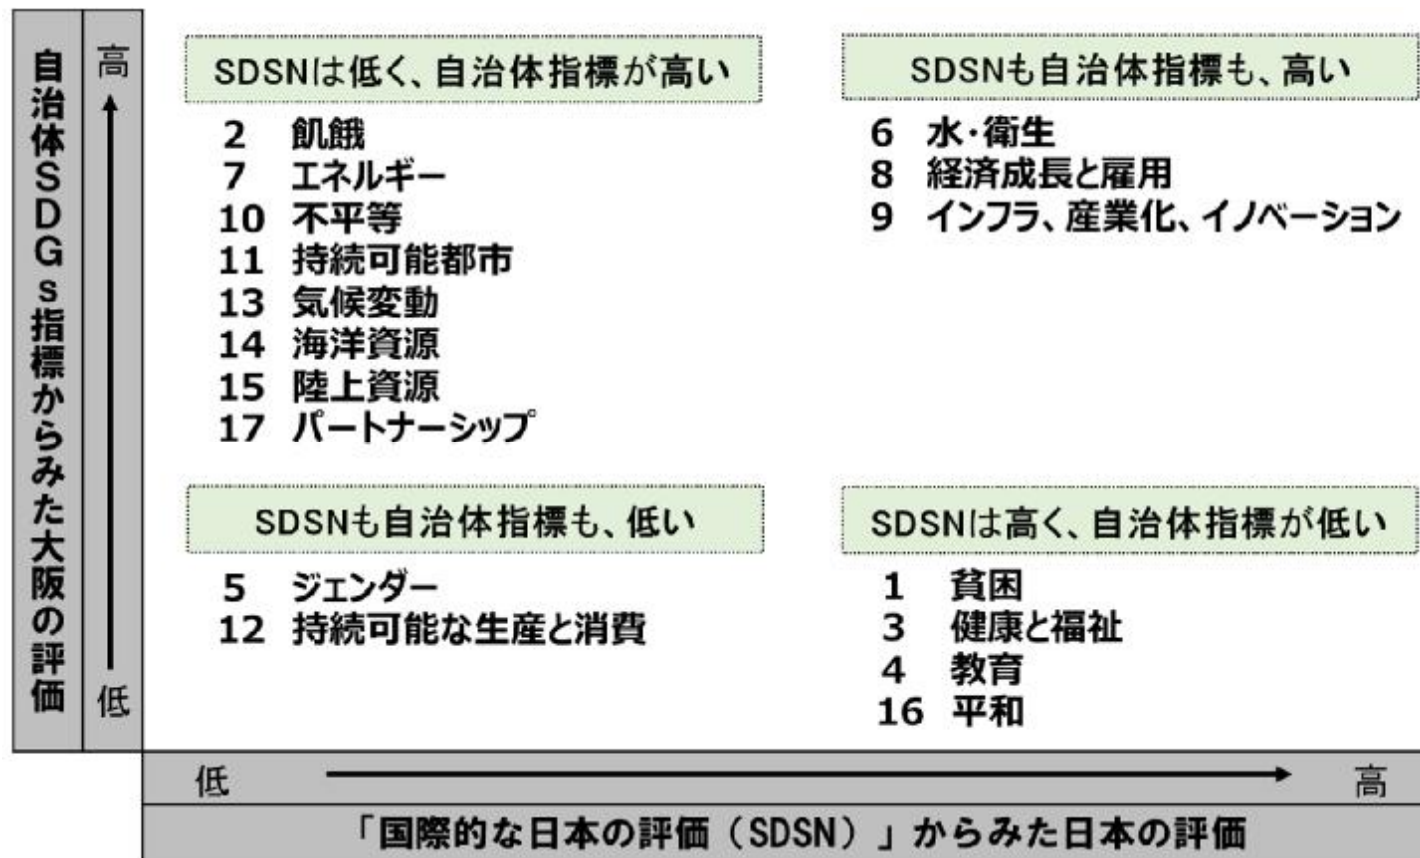 自治体SDGs指標からみた大阪の評価
高
低
SDSNは低く、自治体指標が高い
2 飢餓
7 エネルギー
10 不平等
11 持続可能都市
13 気候変動
14 海洋資源
15 陸上資源
17 パートナーシップ
SDSNも自治体指標も、高い
6 水・衛生
8 経済成長と雇用
9 インフラ、産業化、イノベーション
SDSNも自治体指標も、低い
5 ジェンダー
12 持続可能な生産と消費
SDSNは高く、自治体指標が低い
1 貧困
3 健康と福祉
4 教育
16 平和
低
高
「国際的な日本の評価（SDSN）」からみた日本の評価